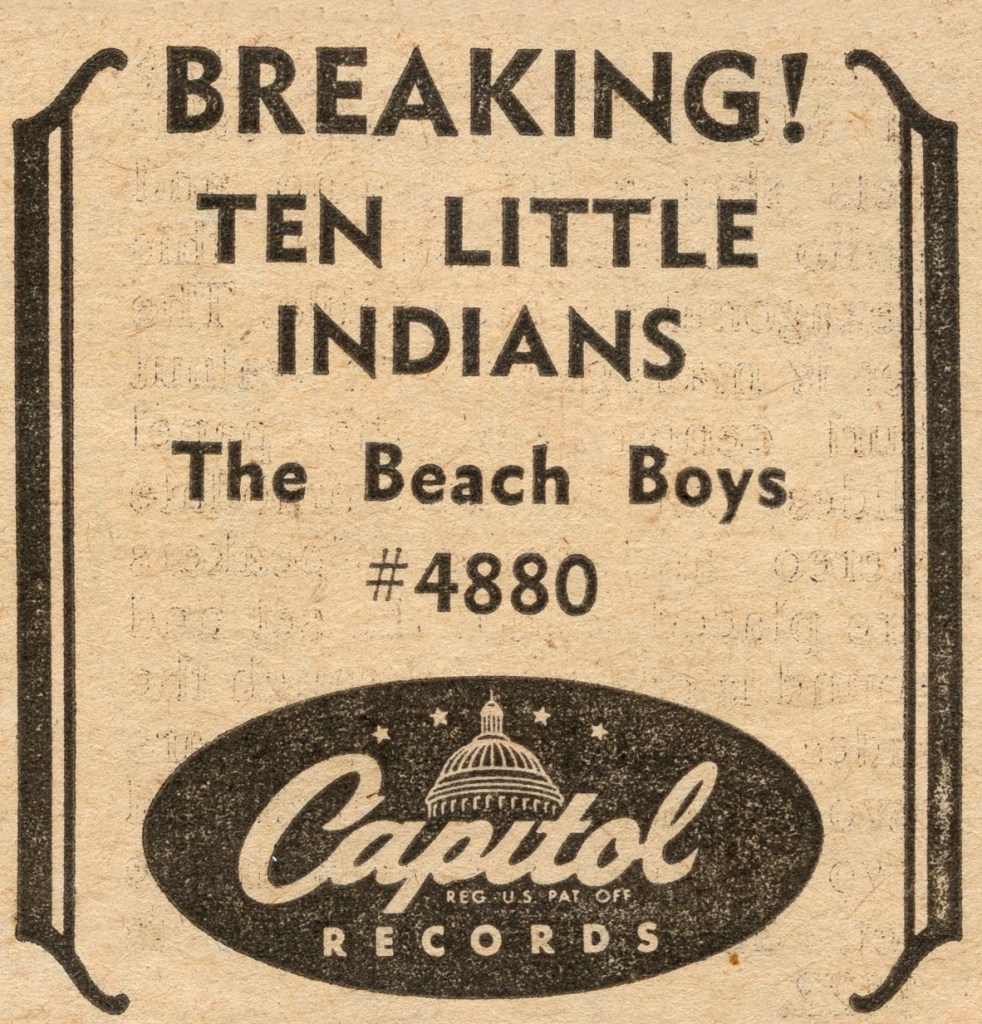 BREAKING!
TEN LITTLE
INDIANS
The Beach Boys
#4880
Capitol
REG. U.S. PAT. OFF.
RECORDS